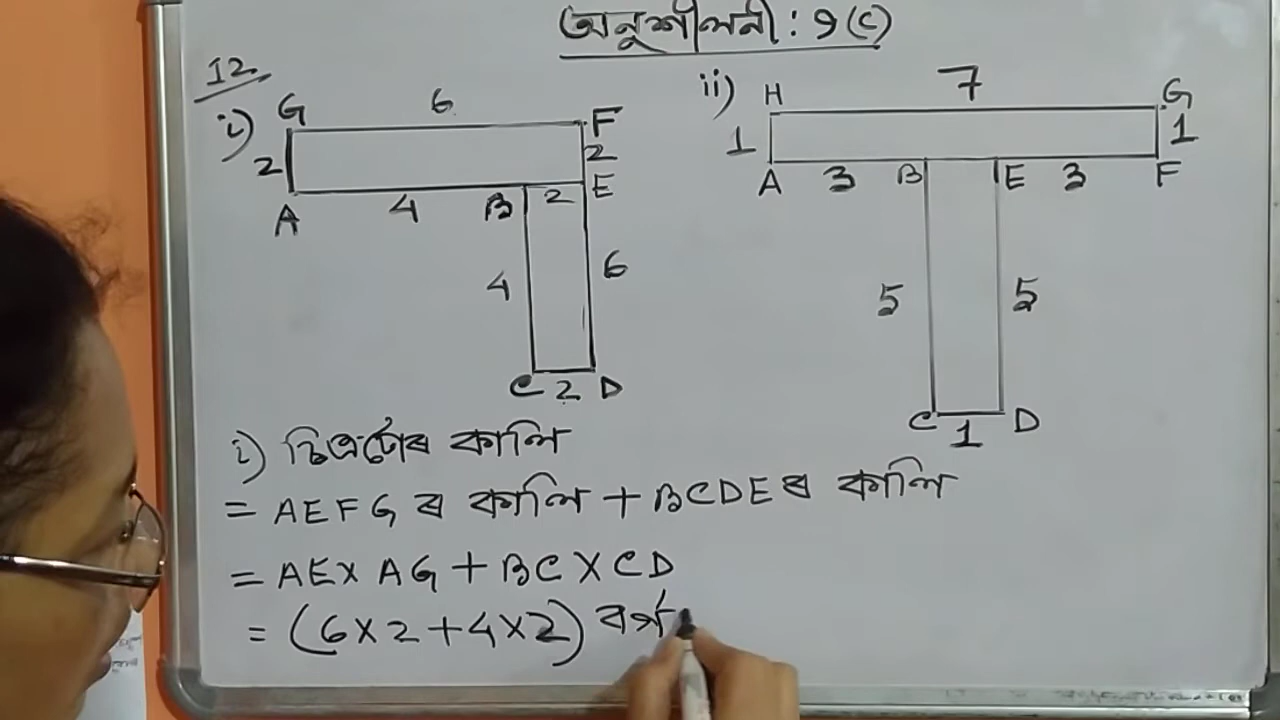 অনুশীলনী : 9 (C)
12.
i)
G 6 F
2 2
A 4 B 2 E
4 6
C 2 D
ii)
H 7 G
1 1
A 3 B E 3 F
5 5
C 1 D
i) চিত্ৰটোৰ কালি
= AEFG ৰ কালি + BCDE ৰ কালি
= AE X AG + BC X CD
= (6 X 2 + 4 X 2) বৰ্গ